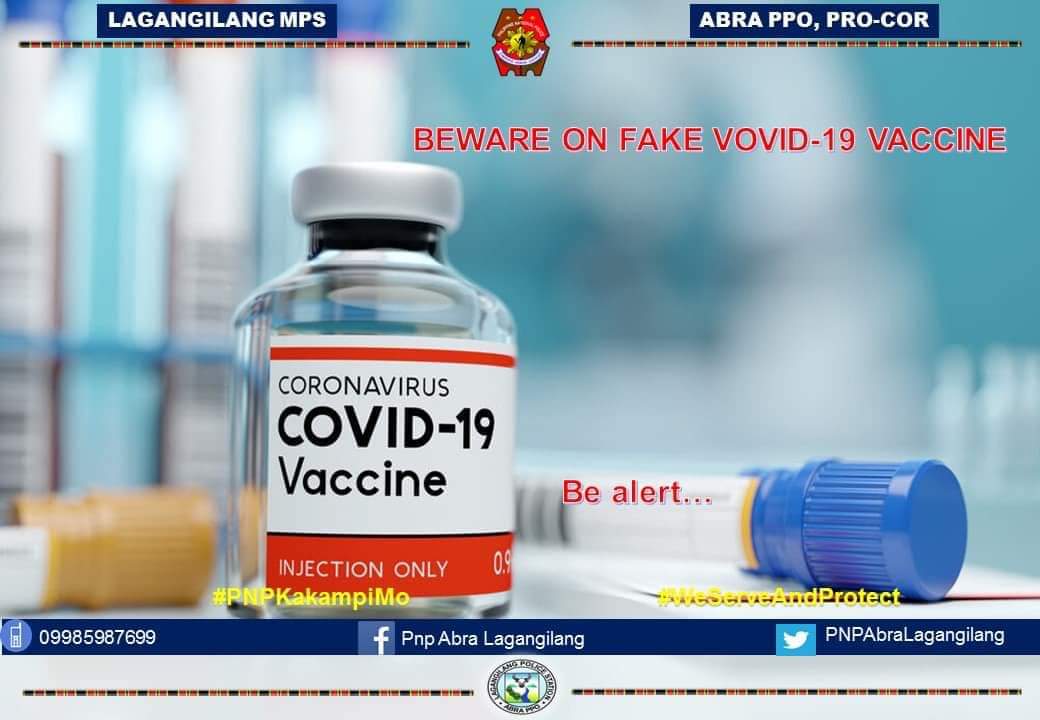 LAGANGILANG MPS
ABRA PPO, PRO-COR
BEWARE ON FAKE VOVID-19 VACCINE
CORONAVIRUS
COVID-19
Vaccine
Be alert...
INJECTION ONLY 0.9
#PNPKakampiMo
#WeServeAndProtect
09985987699
Pnp Abra Lagangilang
PNPAbraLagangilang
LAGANGILANG POLICE STATION
ABRA PPO